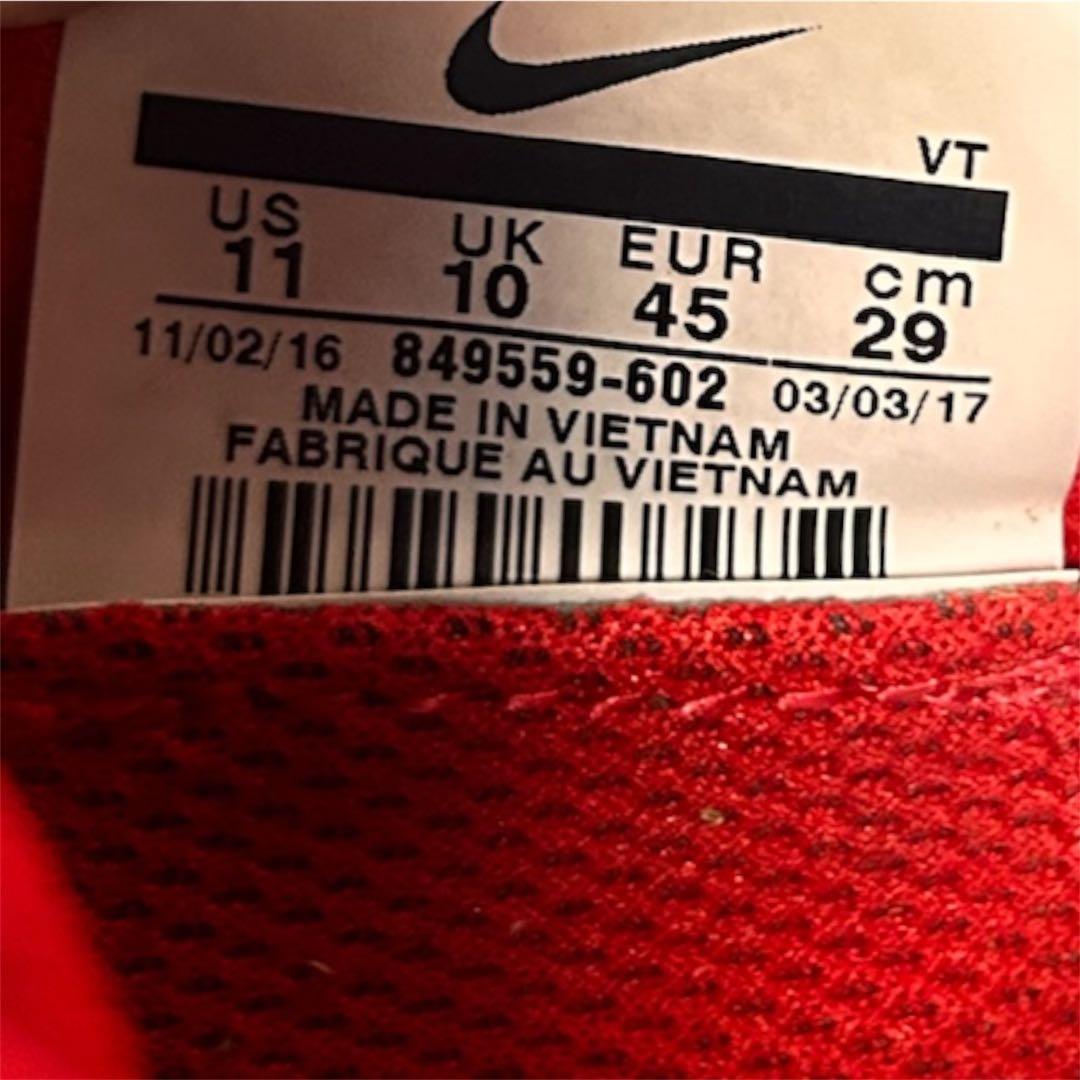 VT
US UK EUR cm
11 10 45 29
11/02/16 849559-602 03/03/17
MADE IN VIETNAM
FABRIQUE AU VIETNAM